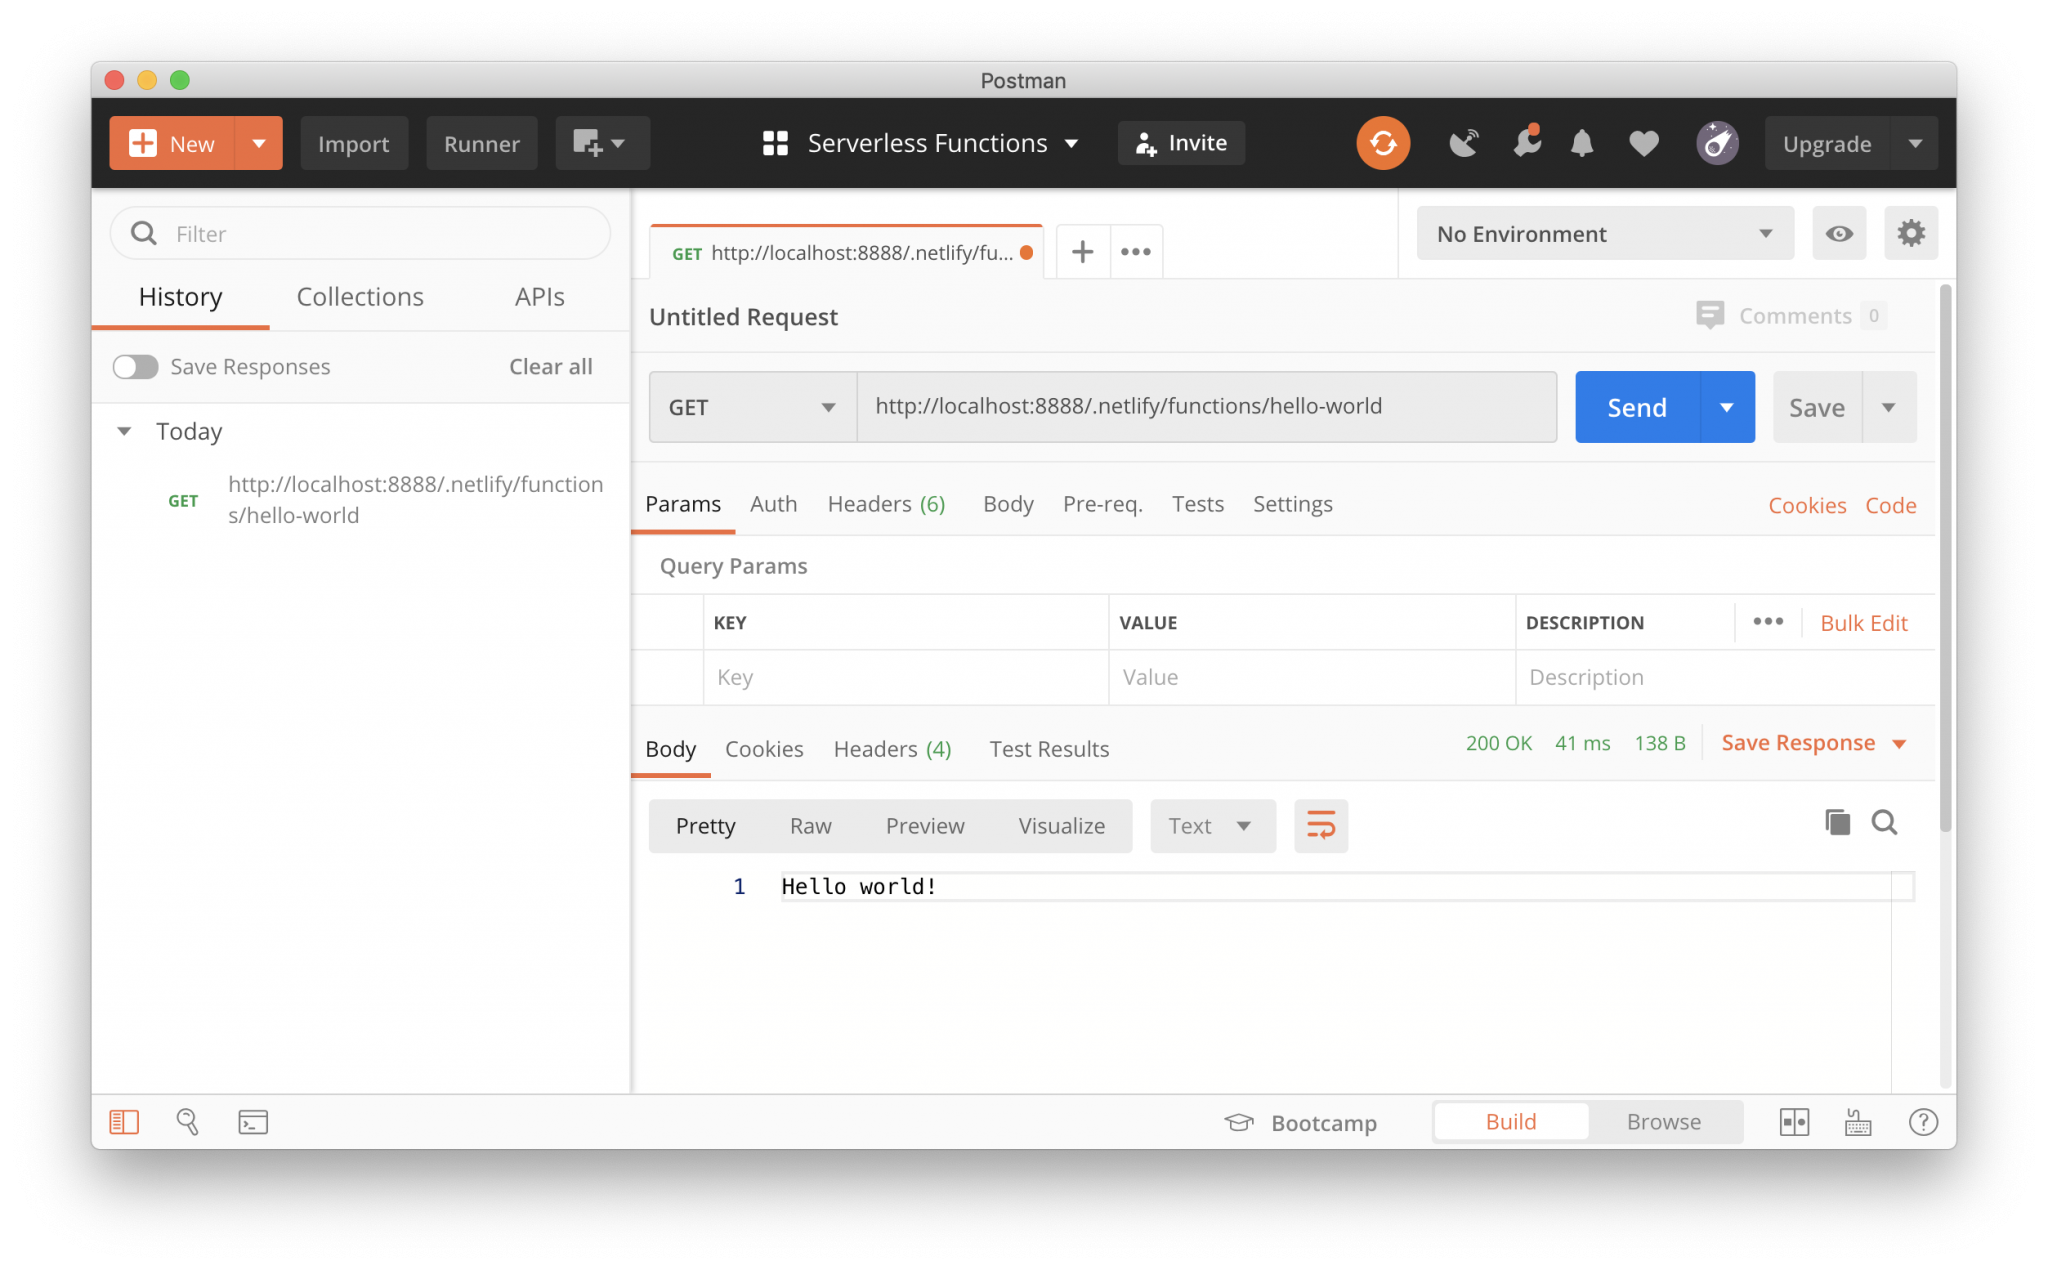 Postman
New
Import
Runner
Serverless Functions
Invite
Upgrade
Filter
History
Collections
APIs
Save Responses
Clear all
Today
GET
http://localhost:8888/.netlify/function
s/hello-world
GET http://localhost:8888/.netlify/fu...
No Environment
Untitled Request
Comments 0
GET
http://localhost:8888/.netlify/functions/hello-world
Send
Save
Params
Auth
Headers (6)
Body
Pre-req.
Tests
Settings
Cookies
Code
Query Params
KEY
VALUE
DESCRIPTION
Bulk Edit
Key
Value
Description
Body
Cookies
Headers (4)
Test Results
200 OK
41 ms
138 B
Save Response
Pretty
Raw
Preview
Visualize
Text
1
Hello world!
Bootcamp
Build
Browse